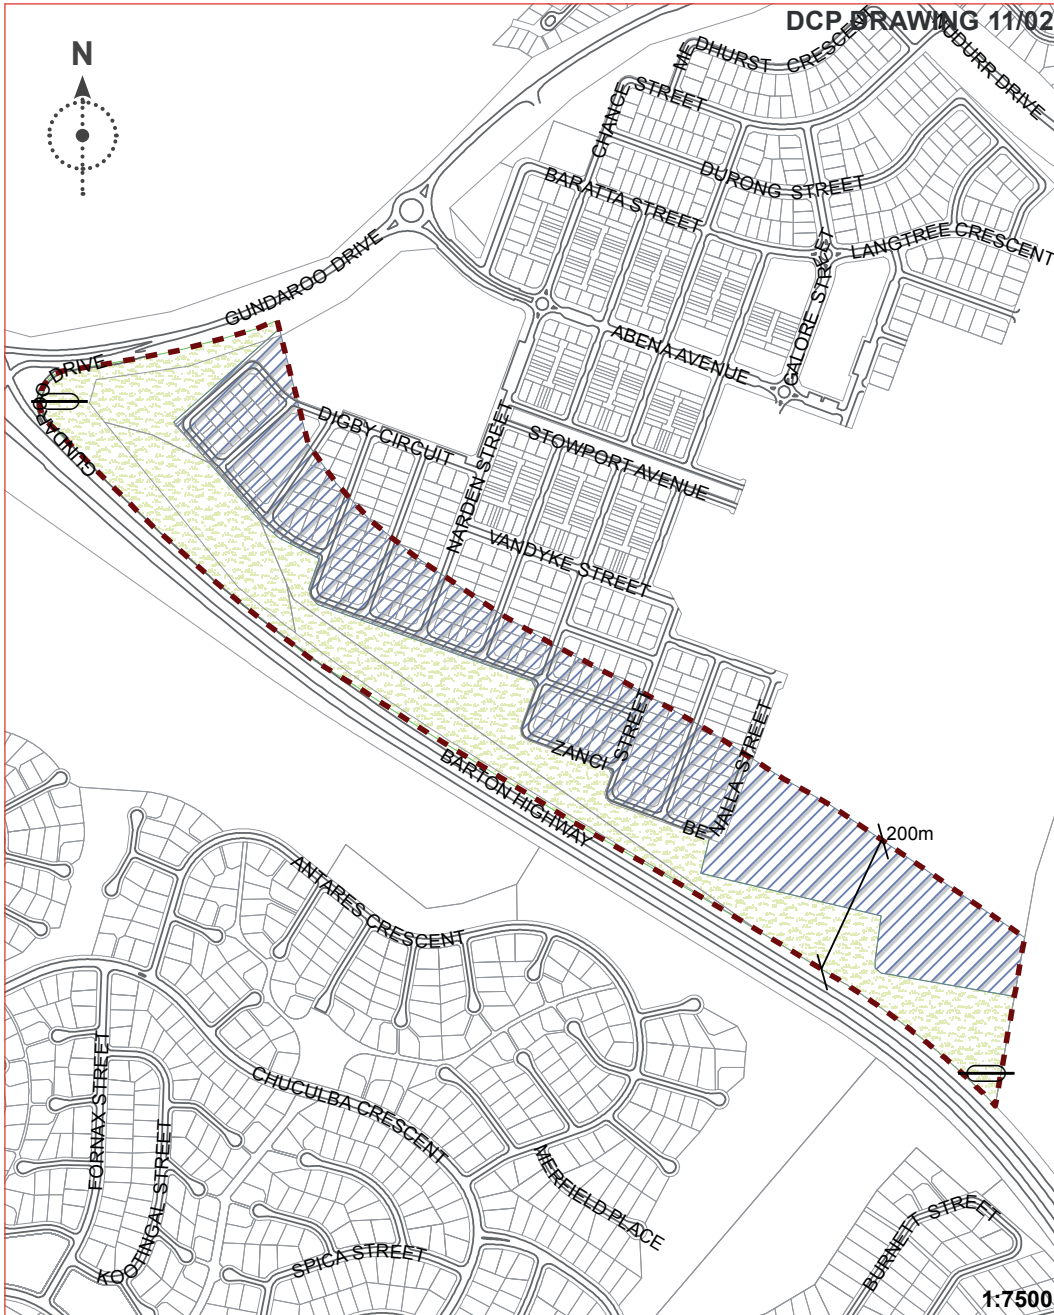 DCP DRAWING 11/02
N
MEDHURST CRESCENT
CHANCE STREET
DURONG STREET
BARATTA STREET
LANGTREE CRESCENT
GUNDAROO DRIVE
GALORE STREET
ABENA AVENUE
GUNDAROO DRIVE
DIGBY CIRCUIT
NARDEN STREET
STOWPORT AVENUE
VANDYKE STREET
ZANCI STREET
BENALLA STREET
BARTON HIGHWAY
200m
ANTARES CRESCENT
FORNAX STREET
CHUCULBA CRESCENT
KOOTINGAL STREET
MERFIELD PLACE
SPICA STREET
BURNETT STREET
1:7500